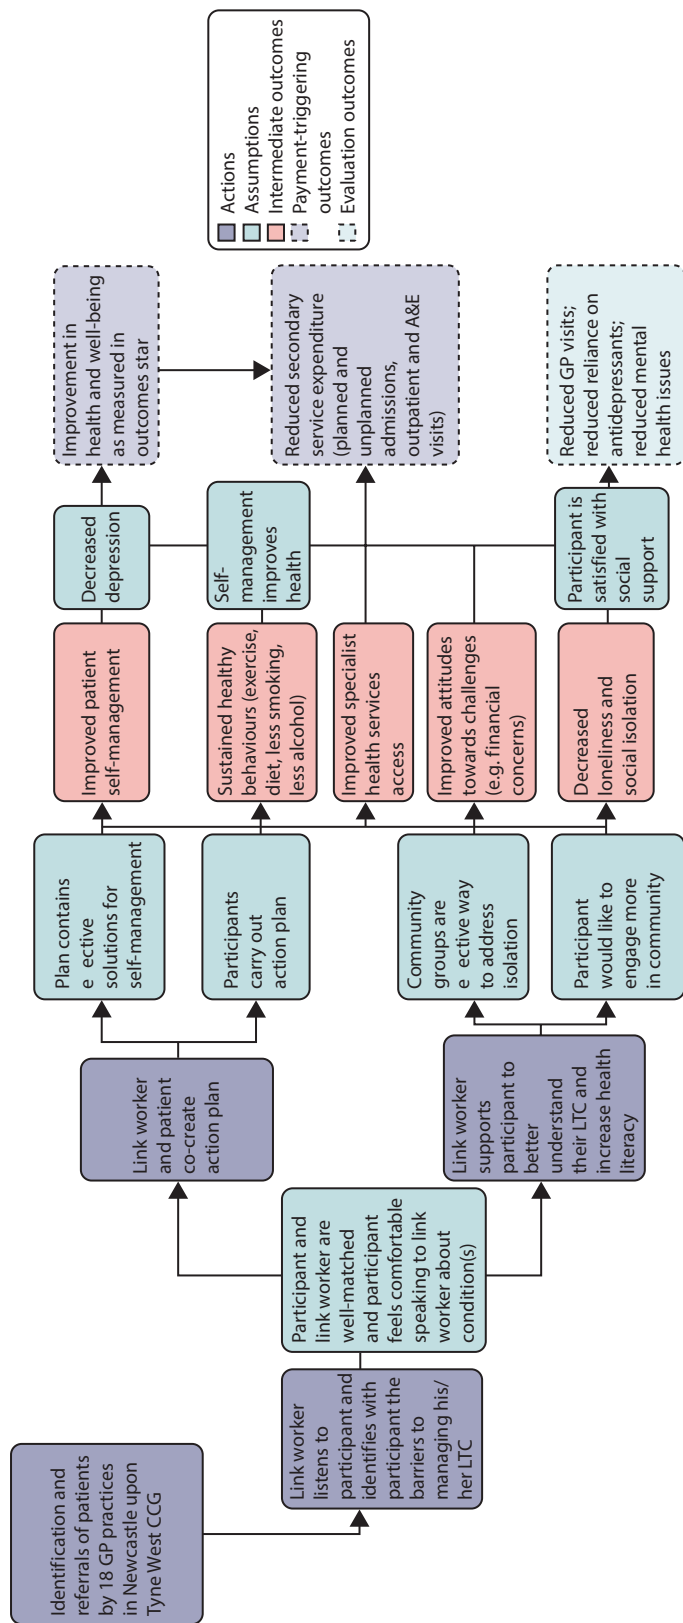 Identification and
referrals of patients
by 18 GP practices
in Newcastle upon
Tyne West CCG
Link worker
listens to
participant and
identifies with
participant the
barriers to
managing his/
her LTC
Participant and
link worker are
well-matched
and participant
feels comfortable
speaking to link
worker about
condition(s)
Link worker
and patient
co-create
action plan
Link worker
supports
participant to
better
understand
their LTC and
increase health
literacy
Plan contains
e ective
solutions for
self-management
Participants
carry out
action plan
Community
groups are
e ective way
to address
isolation
Participant
would like to
engage more
in community
Improved patient
self-management
Sustained healthy
behaviours (exercise,
diet, less smoking,
less alcohol)
Improved specialist
health services
access
Improved attitudes
towards challenges
(e.g. financial
concerns)
Decreased
loneliness and
social isolation
Decreased
depression
Self-
management
improves
health
Participant is
satisfied with
social
support
Improvement in
health and well-being
as measured in
outcomes star
Reduced secondary
service expenditure
(planned and
unplanned
admissions,
outpatient and A&E
visits)
Reduced GP visits;
reduced reliance on
antidepressants;
reduced mental
health issues
Actions
Assumptions
Intermediate outcomes
Payment-triggering
outcomes
Evaluation outcomes